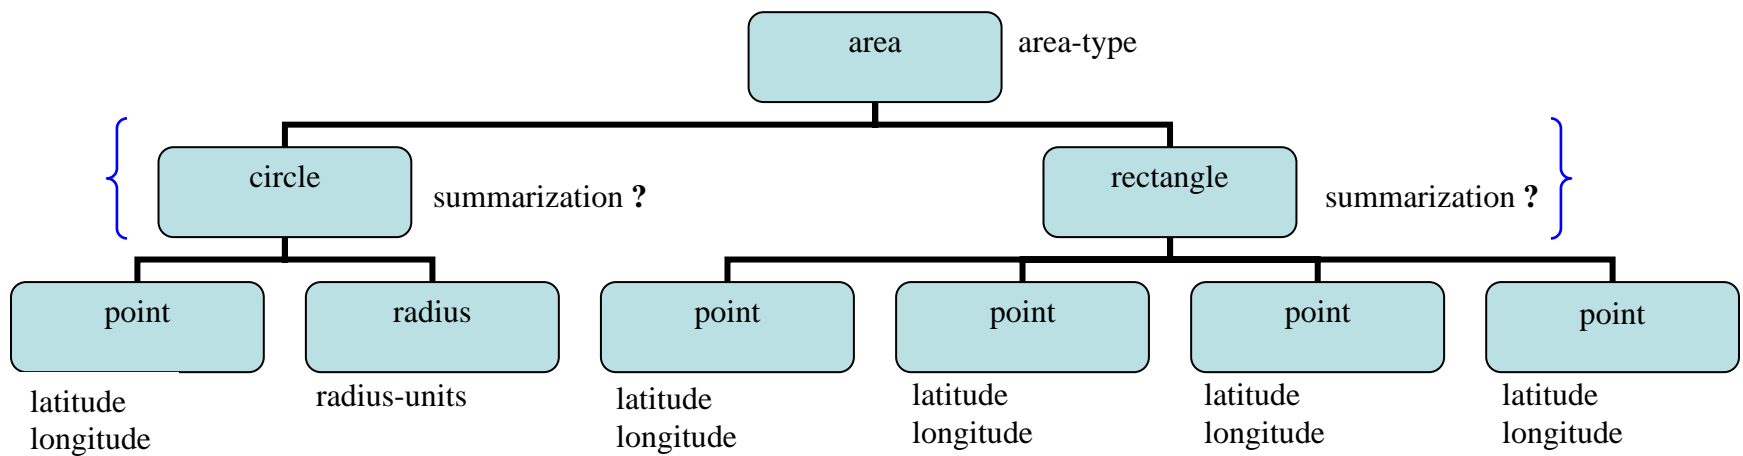 area
area-type
circle
summarization ?
rectangle
summarization ?
point
radius
point
point
point
point
latitude
longitude
radius-units
latitude
longitude
latitude
longitude
latitude
longitude
latitude
longitude